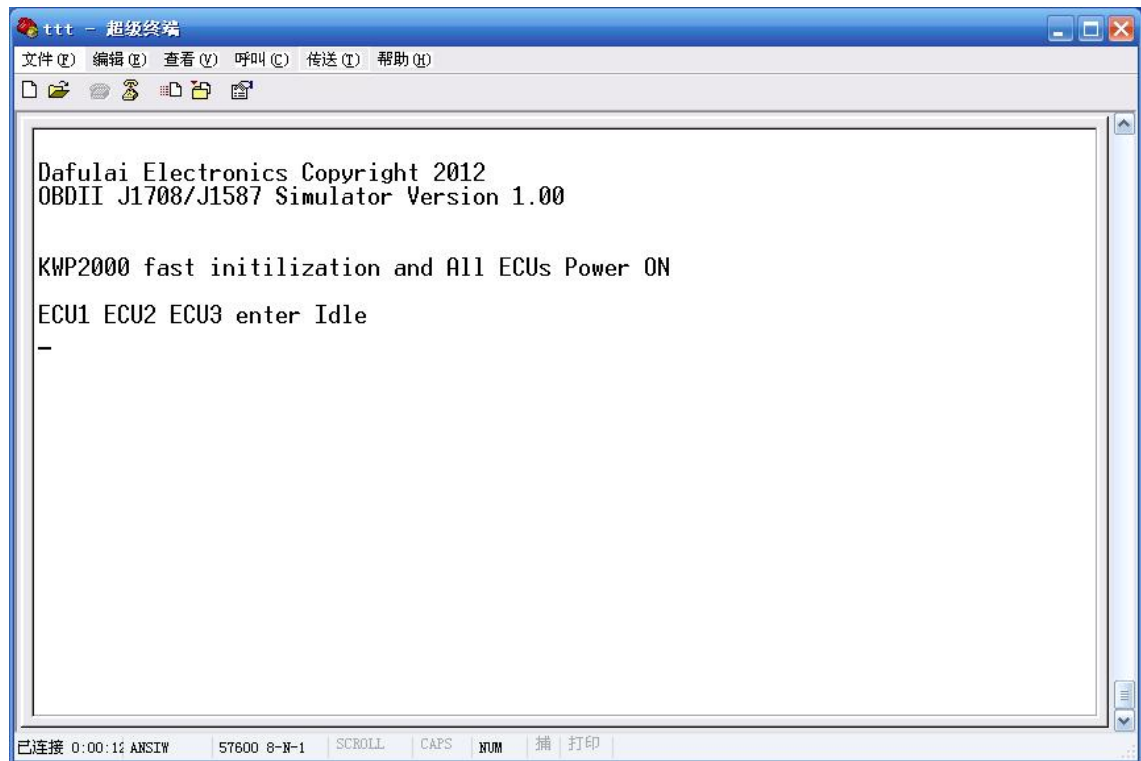 ttt - 超级终端
文件(F) 编辑(E) 查看(V) 呼叫(C) 传送(T) 帮助(H)
Dafulai Electronics Copyright 2012
OBDII J1708/J1587 Simulator Version 1.00
KWP2000 fast initilization and All ECUs Power ON
ECU1 ECU2 ECU3 enter Idle
已连接 0:00:12 ANSIW 57600 8-N-1 SCROLL CAPS NUM 捕 打印